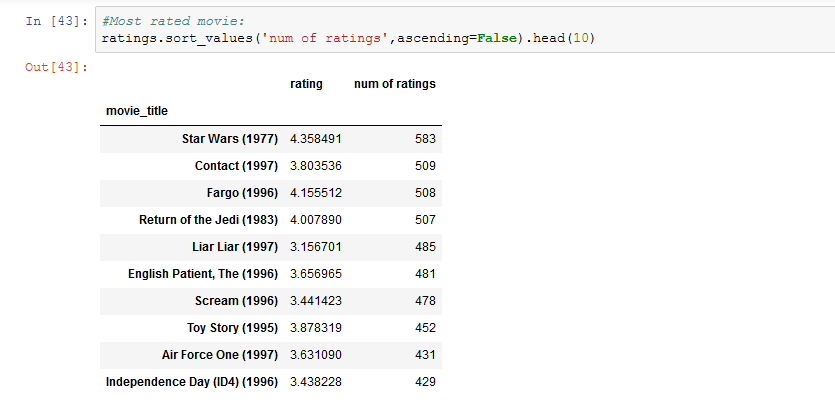 In [43]: #Most rated movie:
ratings.sort_values('num of ratings',ascending=False).head(10)
Out[43]:
rating num of ratings
movie_title
Star Wars (1977) 4.358491 583
Contact (1997) 3.803536 509
Fargo (1996) 4.155512 508
Return of the Jedi (1983) 4.007890 507
Liar Liar (1997) 3.156701 485
English Patient, The (1996) 3.656965 481
Scream (1996) 3.441423 478
Toy Story (1995) 3.878319 452
Air Force One (1997) 3.631090 431
Independence Day (ID4) (1996) 3.438228 429